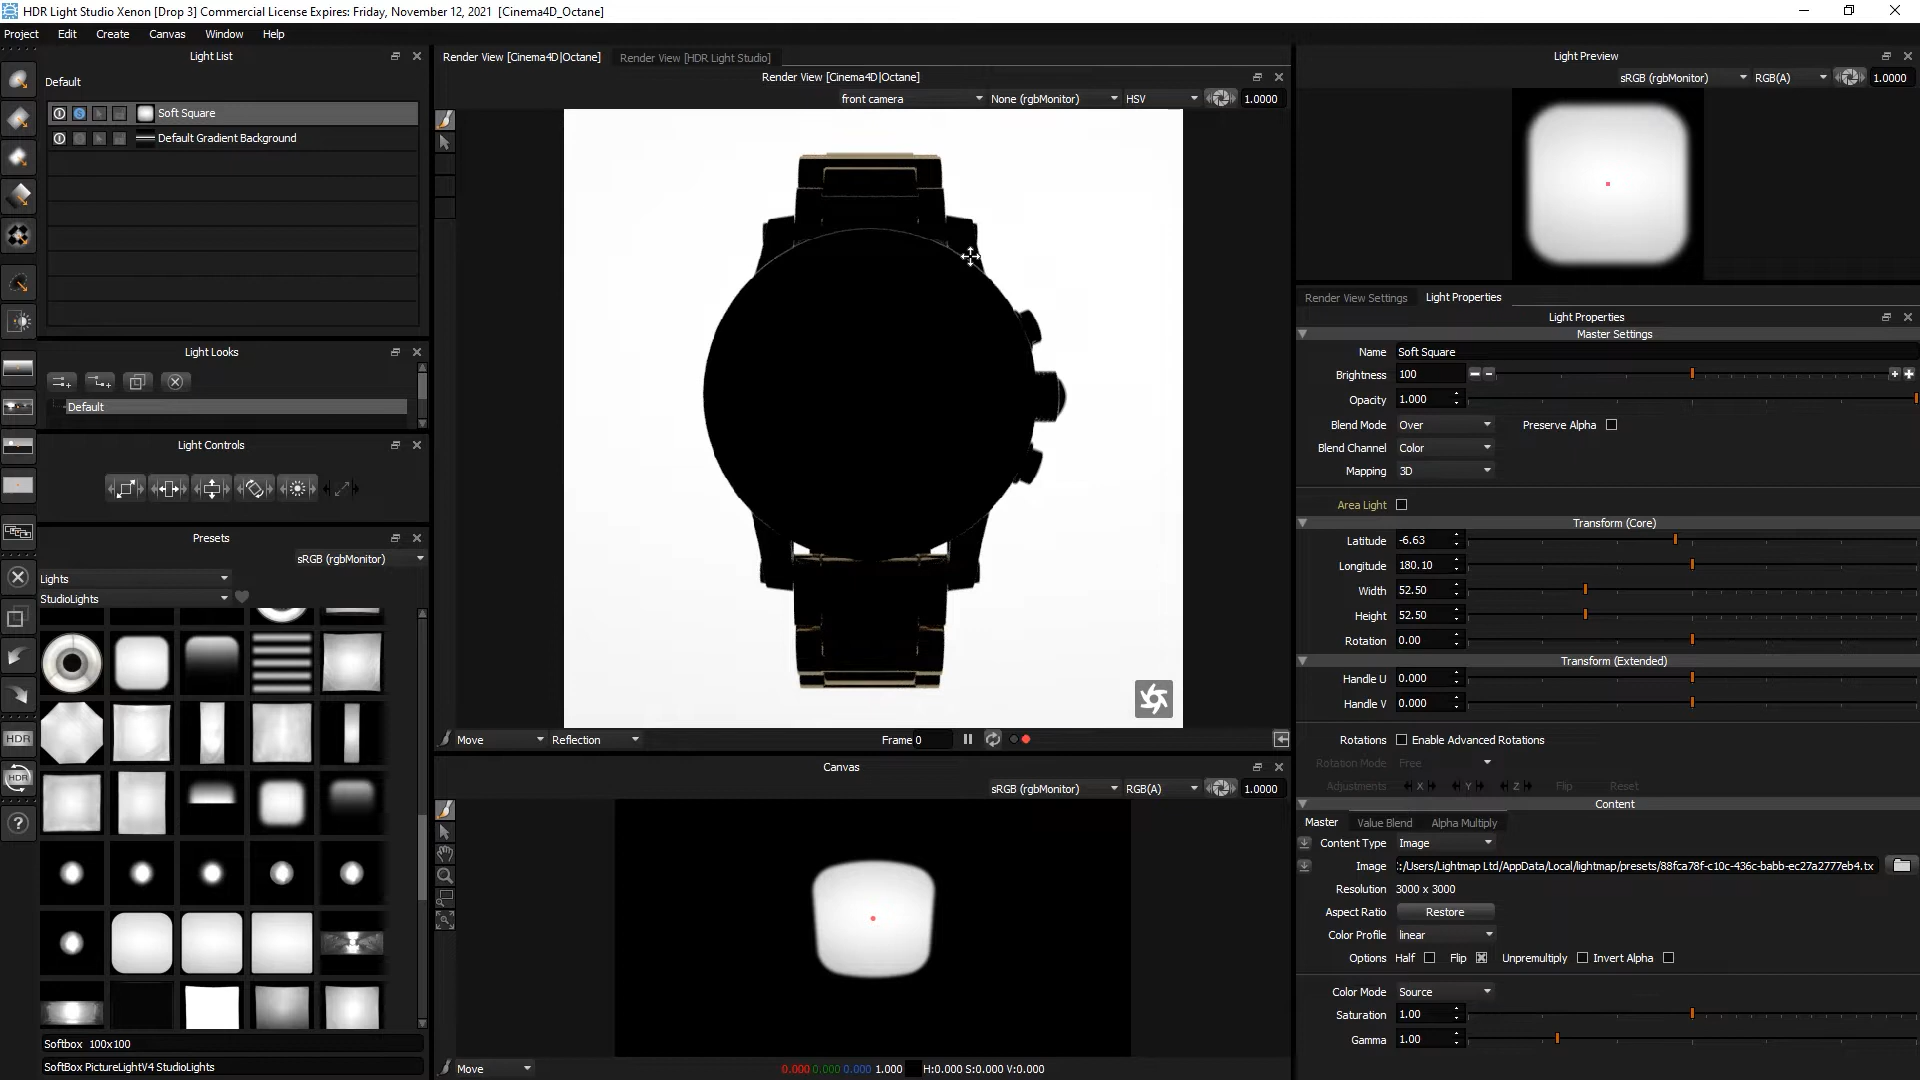 HDR Light Studio Xenon [Drop 3] Commercial License Expires: Friday, November 12, 2021 [Cinema4D_Octane]
Project Edit Create Canvas Window Help
Light List
Default
Soft Square
Default Gradient Background
Light Looks
Default
Light Controls
Presets
sRGB (rgbMonitor)
Lights
StudioLights
HDR
HDR
?
Softbox 100x100
SoftBox PictureLightV4 StudioLights
Render View [Cinema4D|Octane] Render View [HDR Light Studio]
Render View [Cinema4D|Octane]
front camera None (rgbMonitor) HSV 1.0000
Move Reflection Frame 0
Canvas
sRGB (rgbMonitor) RGB(A) 1.0000
Move 0.000 0.000 0.000 1.000 H:0.000 S:0.000 V:0.000
Light Preview
sRGB (rgbMonitor) RGB(A) 1.0000
Render View Settings Light Properties
Light Properties
Master Settings
Name Soft Square
Brightness 100
Opacity 1.000
Blend Mode Over Preserve Alpha
Blend Channel Color
Mapping 3D
Area Light
Transform (Core)
Latitude -6.63
Longitude 180.10
Width 52.50
Height 52.50
Rotation 0.00
Transform (Extended)
Handle U 0.000
Handle V 0.000
Rotations Enable Advanced Rotations
Rotation Mode Free
Adjustments X Y Z Flip Reset
Content
Master Value Blend Alpha Multiply
Content Type Image
Image :/Users/Lightmap Ltd/AppData/Local/lightmap/presets/88fca78f-c10c-436c-babb-ec27a2777eb4.tx
Resolution 3000 x 3000
Aspect Ratio Restore
Color Profile linear
Options Half Flip Unpremultiply Invert Alpha
Color Mode Source
Saturation 1.00
Gamma 1.00